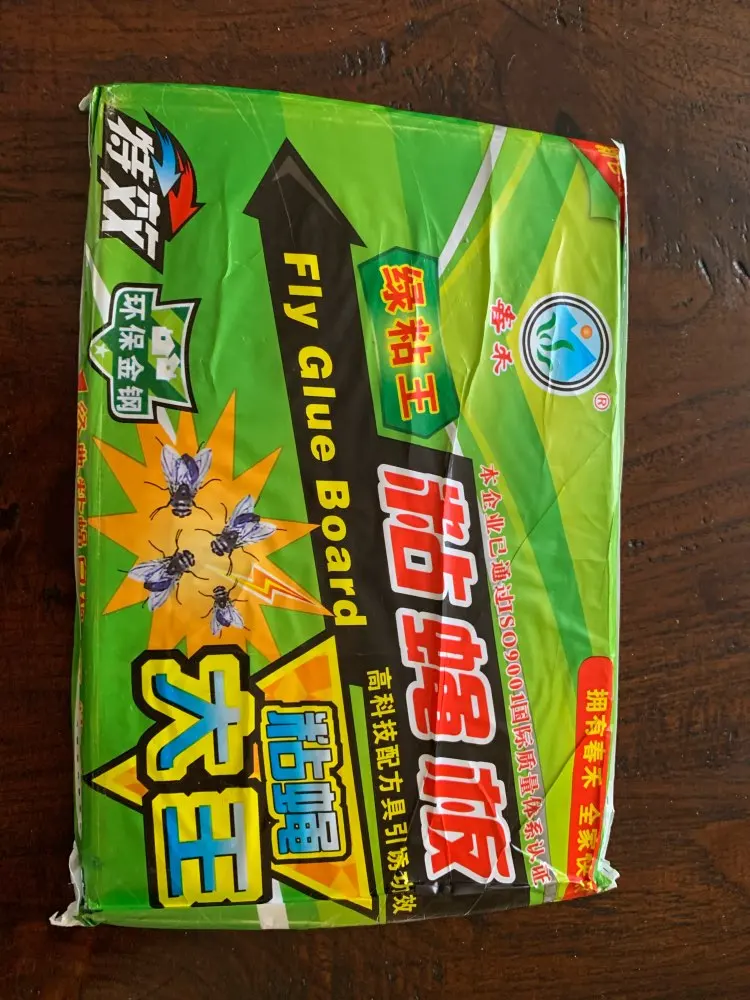 ®
春禾
拥有春禾 全家快
本企业已通过ISO9001国际质量体系认证
绿粘王
粘蝇板
Fly Glue Board
高科技配方具引诱功效
特效
环保金钢
粘蝇
大王